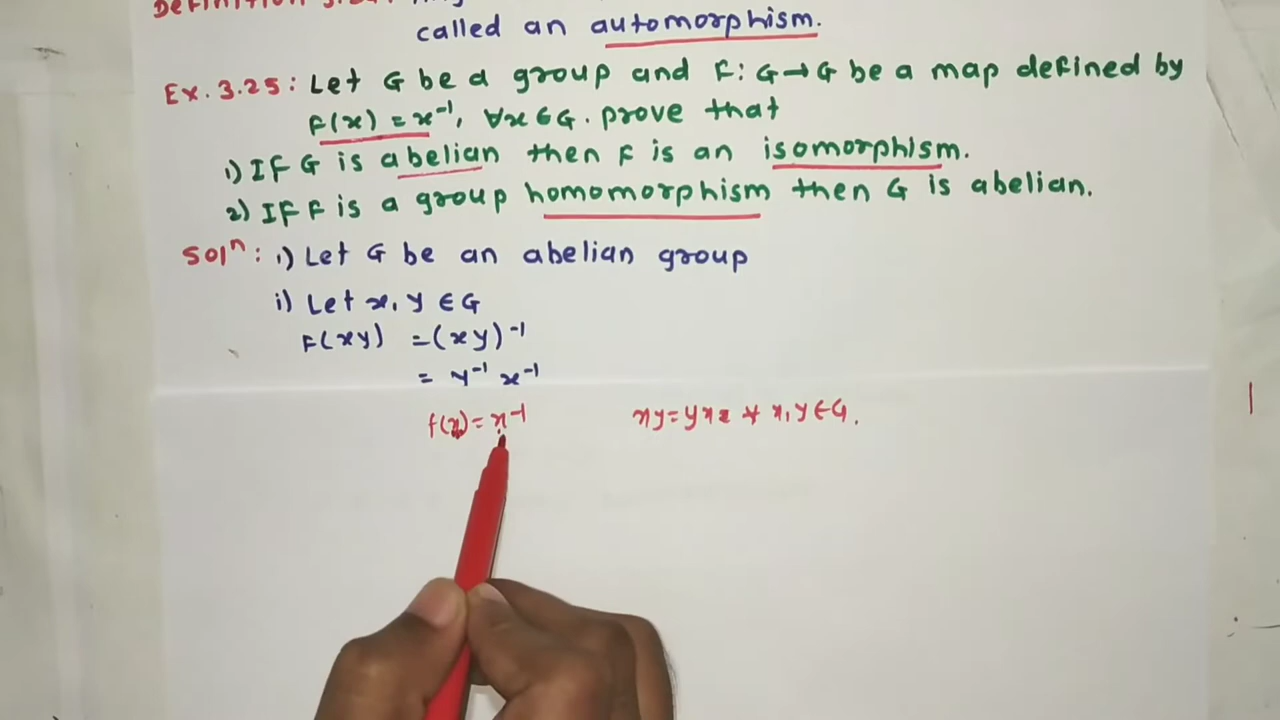 called an automorphism.
Ex. 3.25: Let G be a group and F: G→G be a map defined by
F(x) = x⁻¹, ∀x∈G. prove that
1) If G is abelian then F is an isomorphism.
2) If F is a group homomorphism then G is abelian.
Solⁿ: 1) Let G be an abelian group
i) Let x, y ∈ G
F(xy) = (xy)⁻¹
= y⁻¹ x⁻¹
f(x) = x⁻¹ xy = yx ∀ x, y ∈ G.